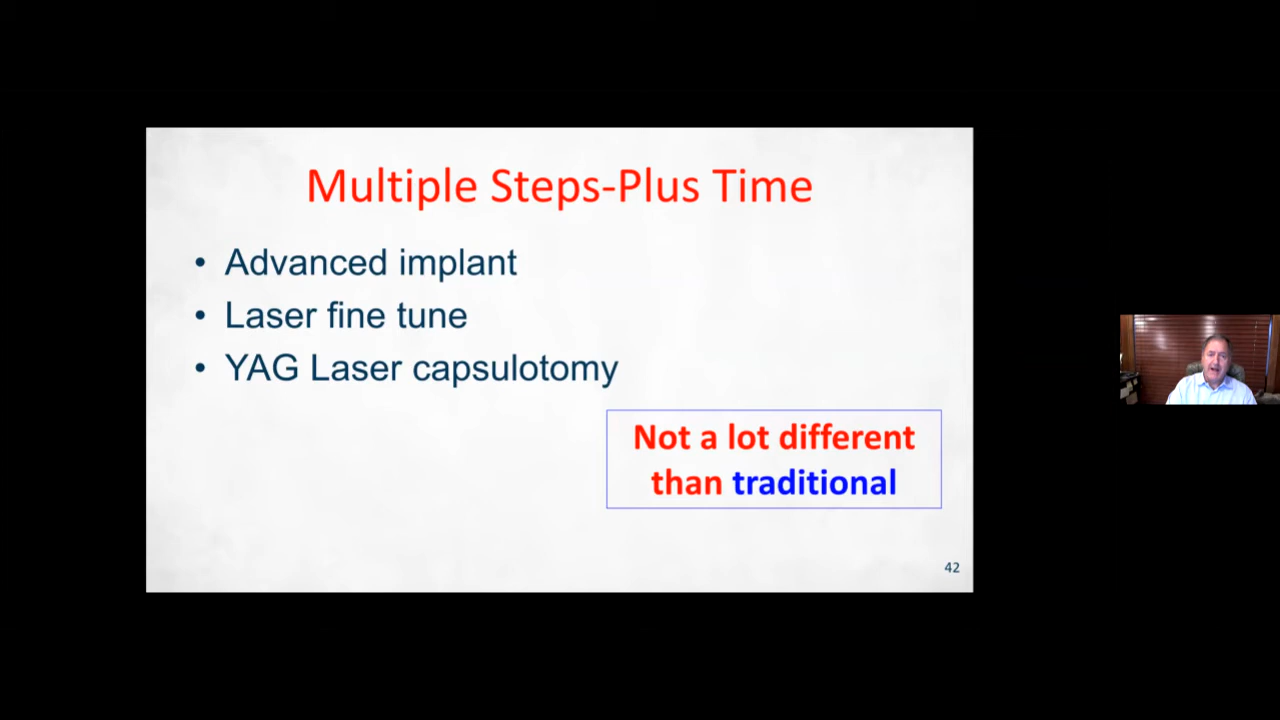 Multiple Steps-Plus Time
• Advanced implant
• Laser fine tune
• YAG Laser capsulotomy
Not a lot different
than traditional
42